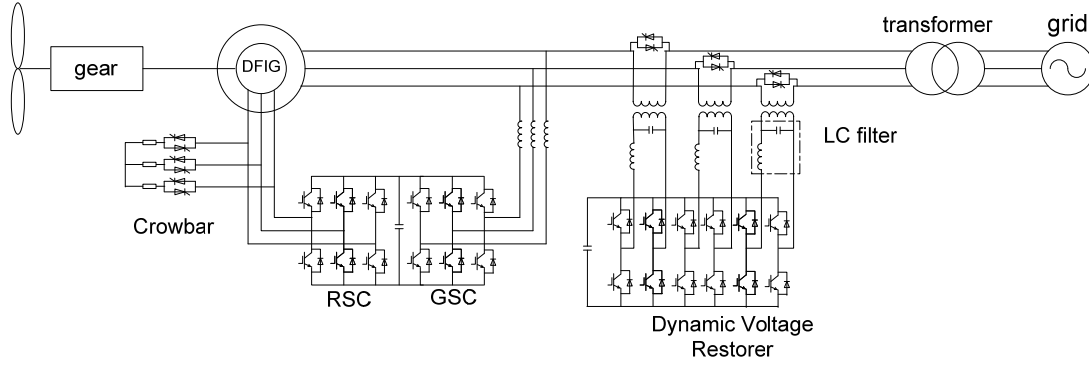 transformer
grid
gear
DFIG
LC filter
Crowbar
RSC
GSC
Dynamic Voltage
Restorer